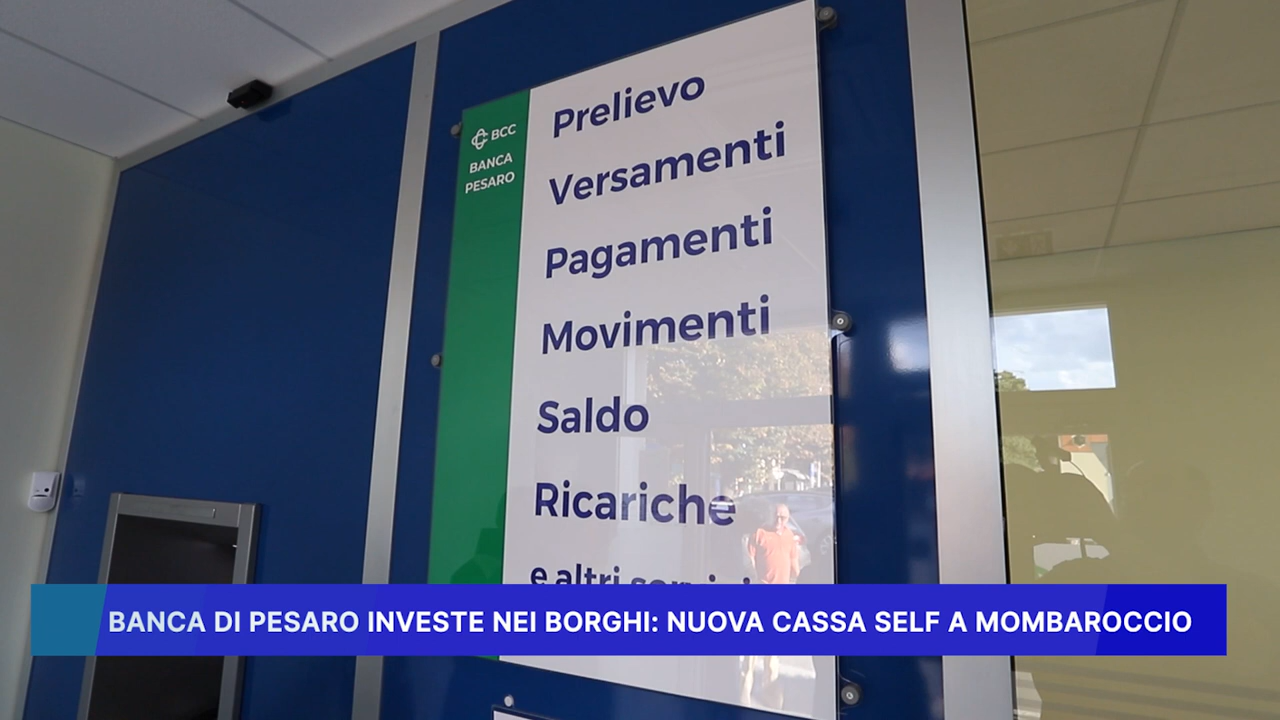 BCC
BANCA
PESARO
Prelievo
Versamenti
Pagamenti
Movimenti
Saldo
Ricariche
e altri
BANCA DI PESARO INVESTE NEI BORGHI: NUOVA CASSA SELF A MOMBAROCCIO